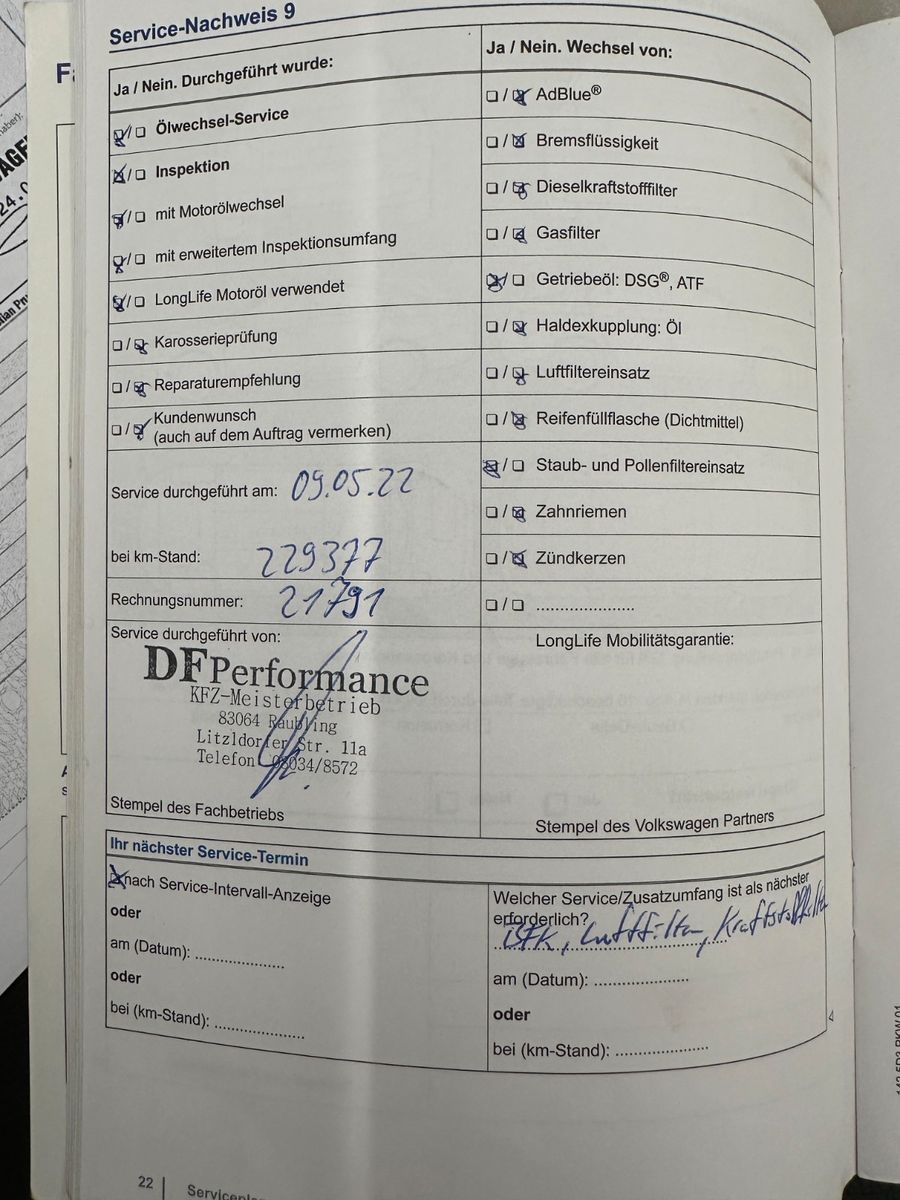 Service-Nachweis 9
Ja / Nein. Durchgeführt wurde:
Ölwechsel-Service
Inspektion
mit Motorölwechsel
mit erweitertem Inspektionsumfang
LongLife Motoröl verwendet
Karosserieprüfung
Reparaturempfehlung
Kundenwunsch
(auch auf dem Auftrag vermerken)
Service durchgeführt am: 09.05.22
bei km-Stand: 229377
Rechnungsnummer: 21791
Service durchgeführt von:
DFPerformance
KFZ-Meisterbetrieb
83064 Raubling
Litzldorfer Str. 11a
Telefon 08034/8572
Stempel des Fachbetriebs
Ja / Nein. Wechsel von:
AdBlue®
Bremsflüssigkeit
Dieselkraftstofffilter
Gasfilter
Getriebeöl: DSG®, ATF
Haldexkupplung: Öl
Luftfiltereinsatz
Reifenfüllflasche (Dichtmittel)
Staub- und Pollenfiltereinsatz
Zahnriemen
Zündkerzen
LongLife Mobilitätsgarantie:
Stempel des Volkswagen Partners
Ihr nächster Service-Termin
nach Service-Intervall-Anzeige
oder
am (Datum):
oder
bei (km-Stand):
Welcher Service/Zusatzumfang ist als nächster
erforderlich?
Luftfilter, Kraftstofffilter
am (Datum):
oder
bei (km-Stand):
22